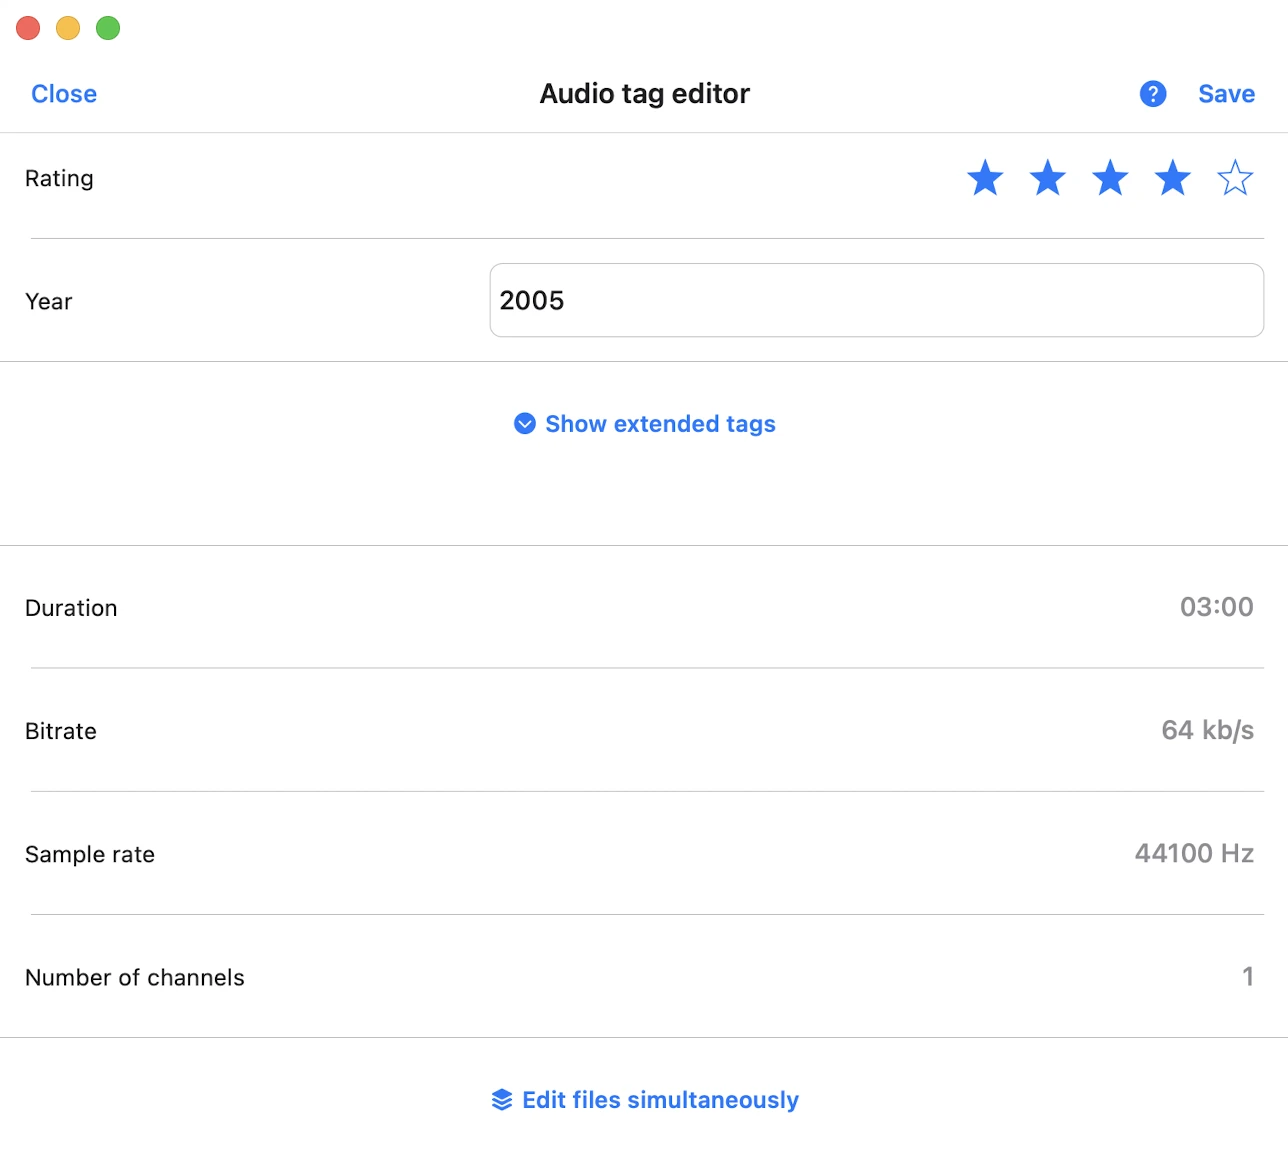 Close
Audio tag editor
?
Save
Rating
Year
2005
Show extended tags
Duration
03:00
Bitrate
64 kb/s
Sample rate
44100 Hz
Number of channels
1
Edit files simultaneously